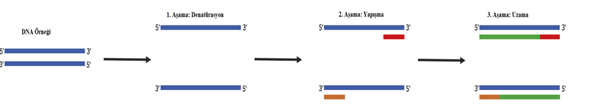 DNA Örneği
5' 3'
3' 5'
1. Aşama: Denatürasyon
5' 3'
3' 5'
2. Aşama: Yapışma
5' 3'
3' 5'
3. Aşama: Uzama
5' 3'
3' 5'